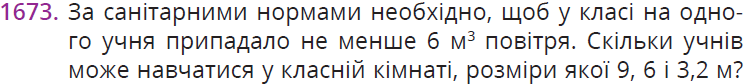 1673. За санітарними нормами необхідно, щоб у класі на одно-
го учня припадало не менше 6 м³ повітря. Скільки учнів
може навчатися у класній кімнаті, розміри якої 9, 6 і 3,2 м?